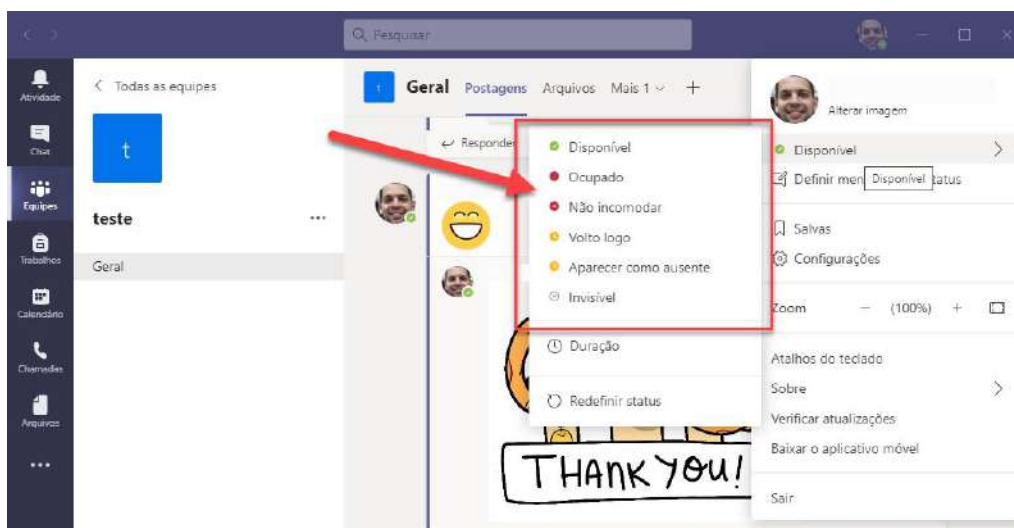 Pesquisar
Atividade
Chat
Equipes
Trabalhos
Calendário
Chamadas
Arquivos
Todas as equipes
t
teste
Geral
t Geral Postagens Arquivos Mais 1
Responder
Disponível
Ocupado
Não incomodar
Volto logo
Aparecer como ausente
Invisível
Duração
Redefinir status
THANK YOU!
Alterar imagem
Disponível
Definir men Disponível tatus
Salvas
Configurações
Zoom — (100%) +
Atalhos do teclado
Sobre
Verificar atualizações
Baixar o aplicativo móvel
Sair